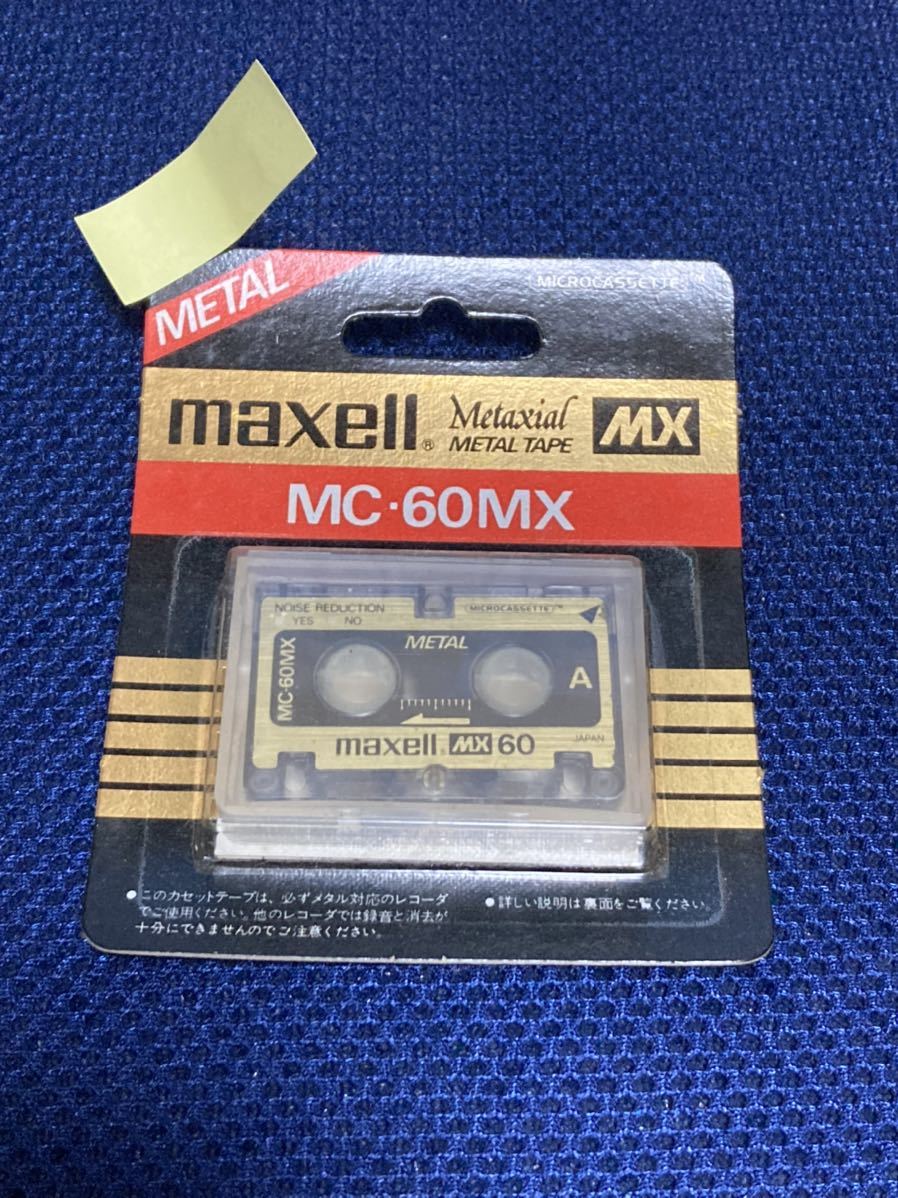 METAL
MICROCASSETTE™
maxell® Metaxial METAL TAPE MX
MC·60MX
NOISE REDUCTION
YES NO
MICROCASSETTE™
METAL
MC·60MX
A
maxell MX 60
JAPAN
●このカセットテープは、必ずメタル対応のレコーダ
でご使用ください。他のレコーダでは録音と消去が
十分にできませんのでご注意ください。
●詳しい説明は裏面をご覧ください。